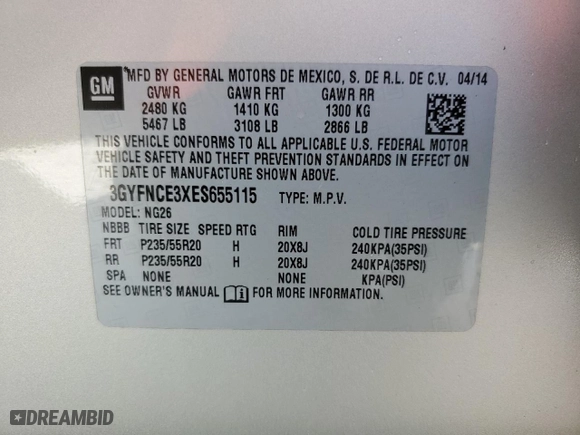 GM
*MFD BY GENERAL MOTORS DE MEXICO, S. DE R.L. DE C.V. 04/14
GVWR GAWR FRT GAWR RR
2480 KG 1410 KG 1300 KG
5467 LB 3108 LB 2866 LB
THIS VEHICLE CONFORMS TO ALL APPLICABLE U.S. FEDERAL MOTOR
VEHICLE SAFETY AND THEFT PREVENTION STANDARDS IN EFFECT ON
THE DATE OF MANUFACTURE SHOWN ABOVE.
3GYFNCE3XES655115 TYPE: M.P.V.
MODEL: NG26
NBBB TIRE SIZE SPEED RTG RIM COLD TIRE PRESSURE
FRT P235/55R20 H 20X8J 240KPA(35PSI)
RR P235/55R20 H 20X8J 240KPA(35PSI)
SPA NONE NONE KPA(PSI)
SEE OWNER'S MANUAL i FOR MORE INFORMATION.
DREAMBID